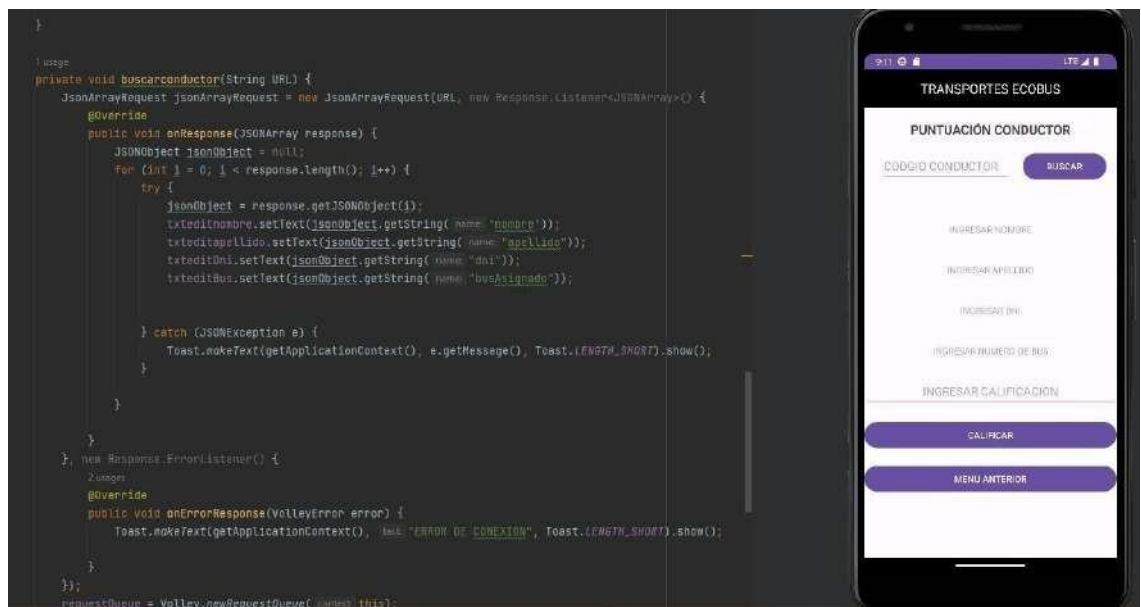 }
1 usage
private void buscarconductor(String URL) {
JsonArrayRequest jsonArrayRequest = new JsonArrayRequest(URL, new Response.Listener<JSONArray>() {
@Override
public void onResponse(JSONArray response) {
JSONObject jsonObject = null;
for (int i = 0; i < response.length(); i++) {
try {
jsonObject = response.getJSONObject(i);
txteditnombre.setText(jsonObject.getString( name: "nombre"));
txteditapellido.setText(jsonObject.getString( name: "apellido"));
txteditDni.setText(jsonObject.getString( name: "dni"));
txteditBus.setText(jsonObject.getString( name: "busAsignado"));
} catch (JSONException e) {
Toast.makeText(getApplicationContext(), e.getMessage(), Toast.LENGTH_SHORT).show();
}
}
}
}, new Response.ErrorListener() {
2 usages
@Override
public void onErrorResponse(VolleyError error) {
Toast.makeText(getApplicationContext(), text: "ERROR DE CONEXION", Toast.LENGTH_SHORT).show();
}
});
requestQueue = Volley.newRequestQueue( context: this);
9:11 LTE
TRANSPORTES ECOBUS
PUNTUACIÓN CONDUCTOR
CODGIO CONDUCTOR BUSCAR
INGRESAR NOMBRE
INGRESAR APELLIDO
INGRESAR DNI
INGRESAR NUMERO DE BUS
INGRESAR CALIFICACION
CALIFICAR
MENU ANTERIOR